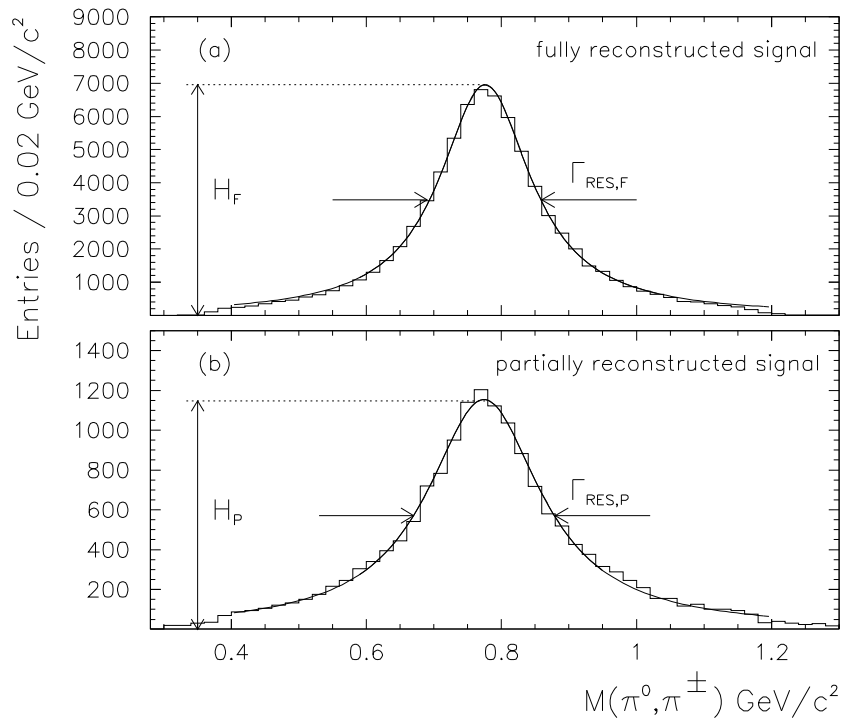 Entries / 0.02 GeV/c²
9000
8000
7000
6000
5000
4000
3000
2000
1000
(a)
fully reconstructed signal
H_F
Γ_RES,F
1400
1200
1000
800
600
400
200
(b)
partially reconstructed signal
H_P
Γ_RES,P
0.4 0.6 0.8 1 1.2
M(π⁰,π^±) GeV/c²